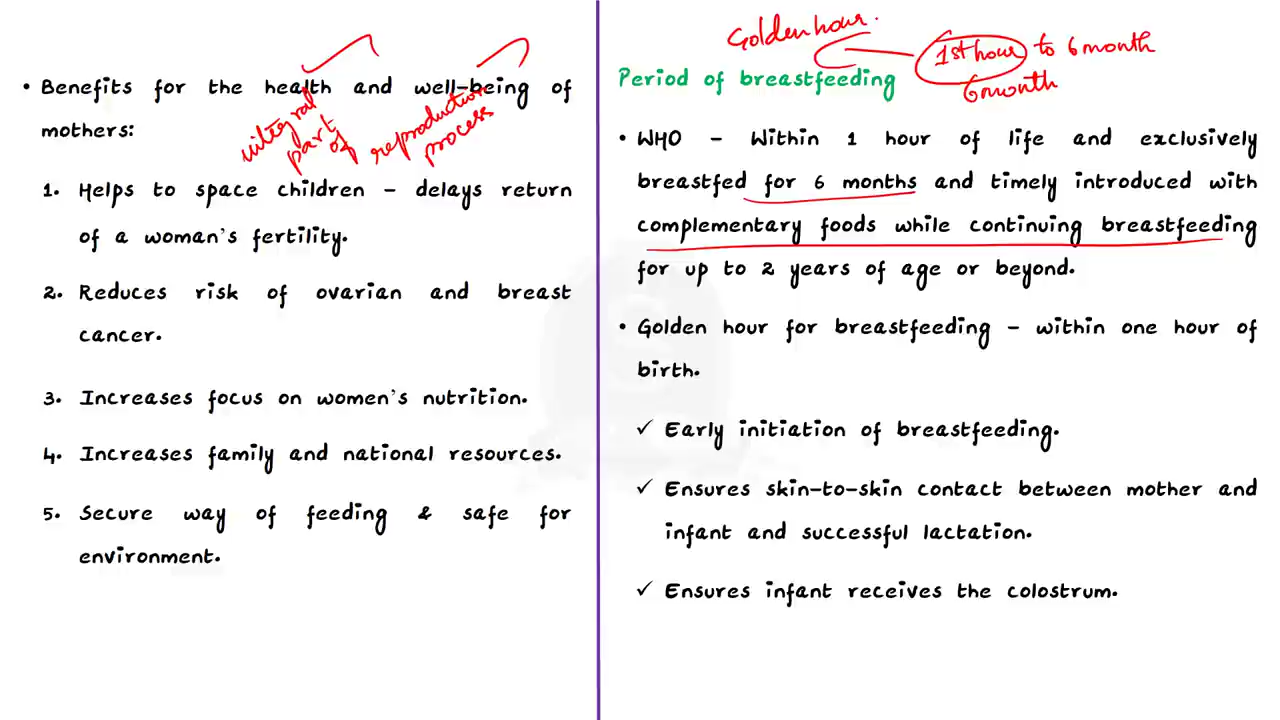 • Benefits for the health and well-being of
mothers:
integral
part
of
reproduction
process
1. Helps to space children - delays return
of a woman's fertility.
2. Reduces risk of ovarian and breast
cancer.
3. Increases focus on women's nutrition.
4. Increases family and national resources.
5. Secure way of feeding & safe for
environment.
Golden hour.
1st hour to 6 month
6 month
Period of breastfeeding
• WHO - Within 1 hour of life and exclusively
breastfed for 6 months and timely introduced with
complementary foods while continuing breastfeeding
for up to 2 years of age or beyond.
• Golden hour for breastfeeding - within one hour of
birth.
✓ Early initiation of breastfeeding.
✓ Ensures skin-to-skin contact between mother and
infant and successful lactation.
✓ Ensures infant receives the colostrum.